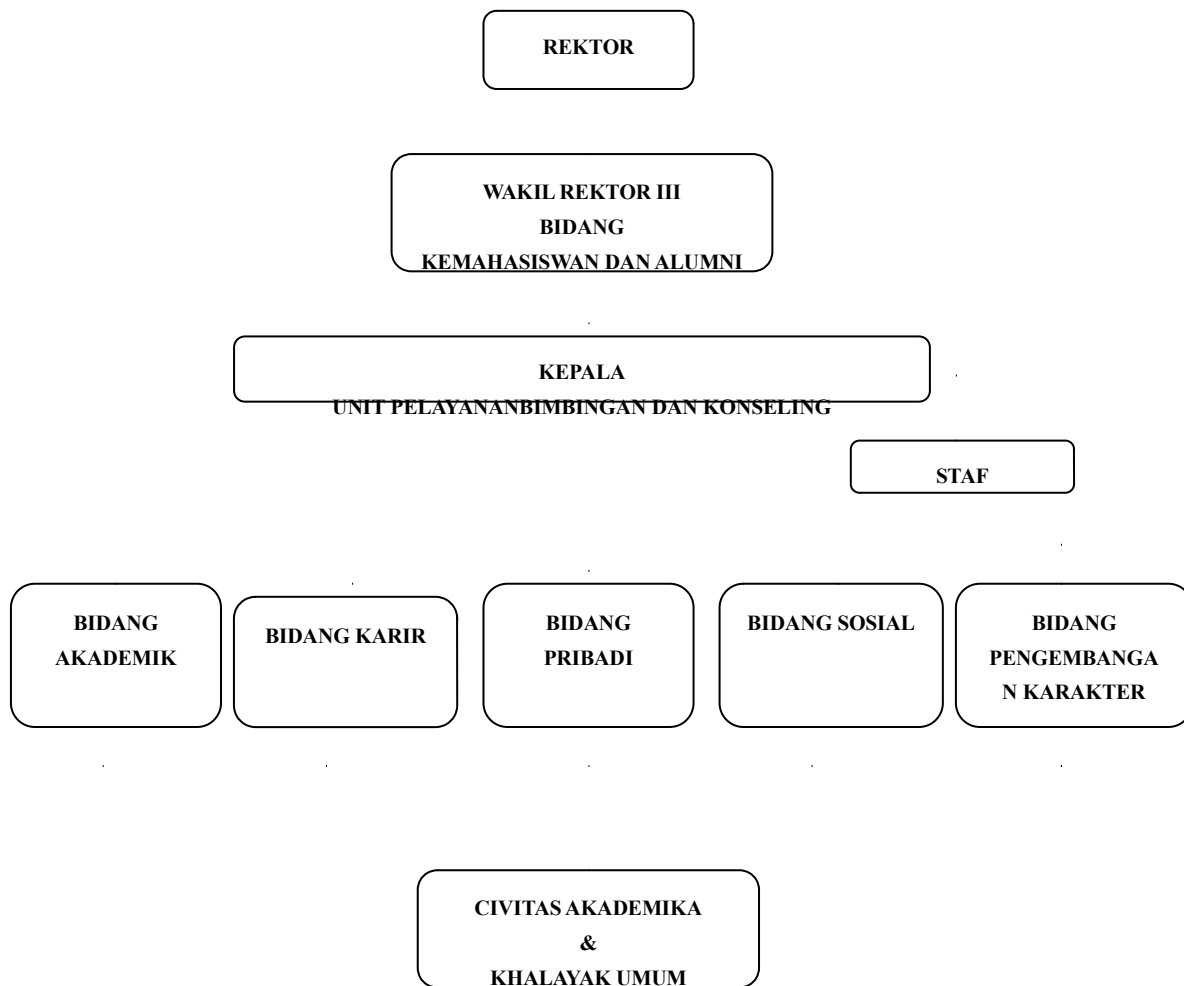 REKTOR
WAKIL REKTOR III
BIDANG
KEMAHASISWAN DAN ALUMNI
KEPALA
UNIT PELAYANANBIMBINGAN DAN KONSELING
STAF
BIDANG
AKADEMIK
BIDANG KARIR
BIDANG
PRIBADI
BIDANG SOSIAL
BIDANG
PENGEMBANGA
N KARAKTER
CIVITAS AKADEMIKA
&
KHALAYAK UMUM